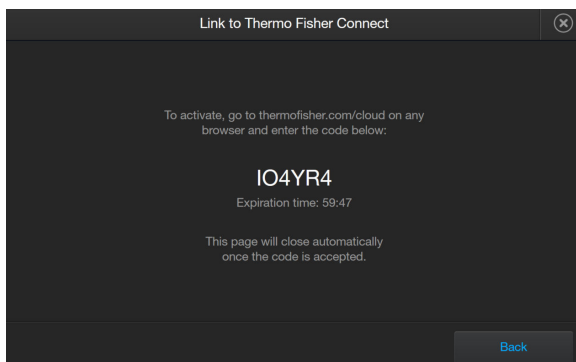 Link to Thermo Fisher Connect
To activate, go to thermofisher.com/cloud on any
browser and enter the code below:
IO4YR4
Expiration time: 59:47
This page will close automatically
once the code is accepted.
Back